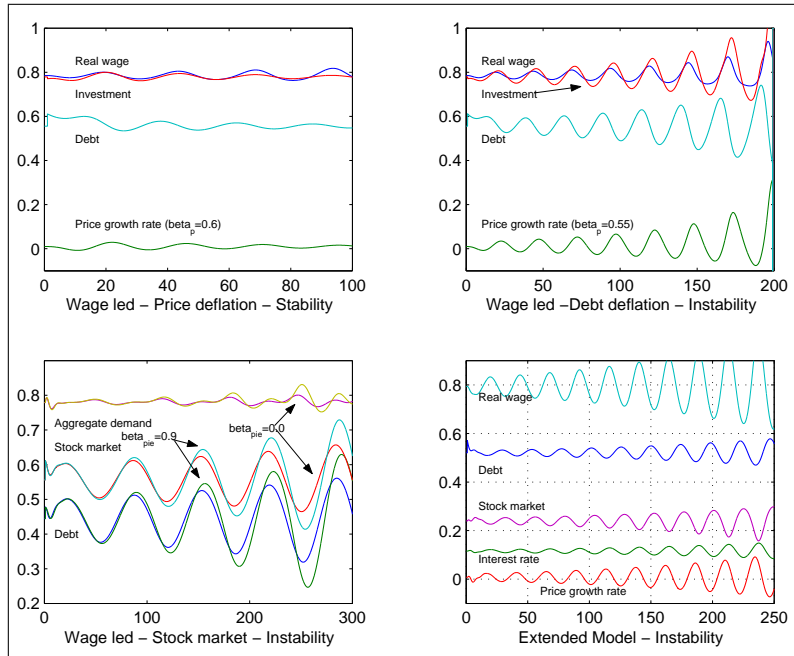 1
0.8
0.6
0.4
0.2
0
Real wage
Investment
Debt
Price growth rate (beta_p=0.6)
0 20 40 60 80 100
Wage led – Price deflation – Stability
1
0.8
0.6
0.4
0.2
0
Real wage
Investment
Debt
Price growth rate (beta_p=0.55)
0 50 100 150 200
Wage led –Debt deflation – Instability
0.8
0.7
0.6
0.5
0.4
0.3
0.2
Aggregate demand
beta_pie=0.9
beta_pie=0.0
Stock market
Debt
0 100 200 300
Wage led – Stock market – Instability
0.8
0.6
0.4
0.2
0
Real wage
Debt
Stock market
Interest rate
Price growth rate
0 50 100 150 200 250
Extended Model – Instability